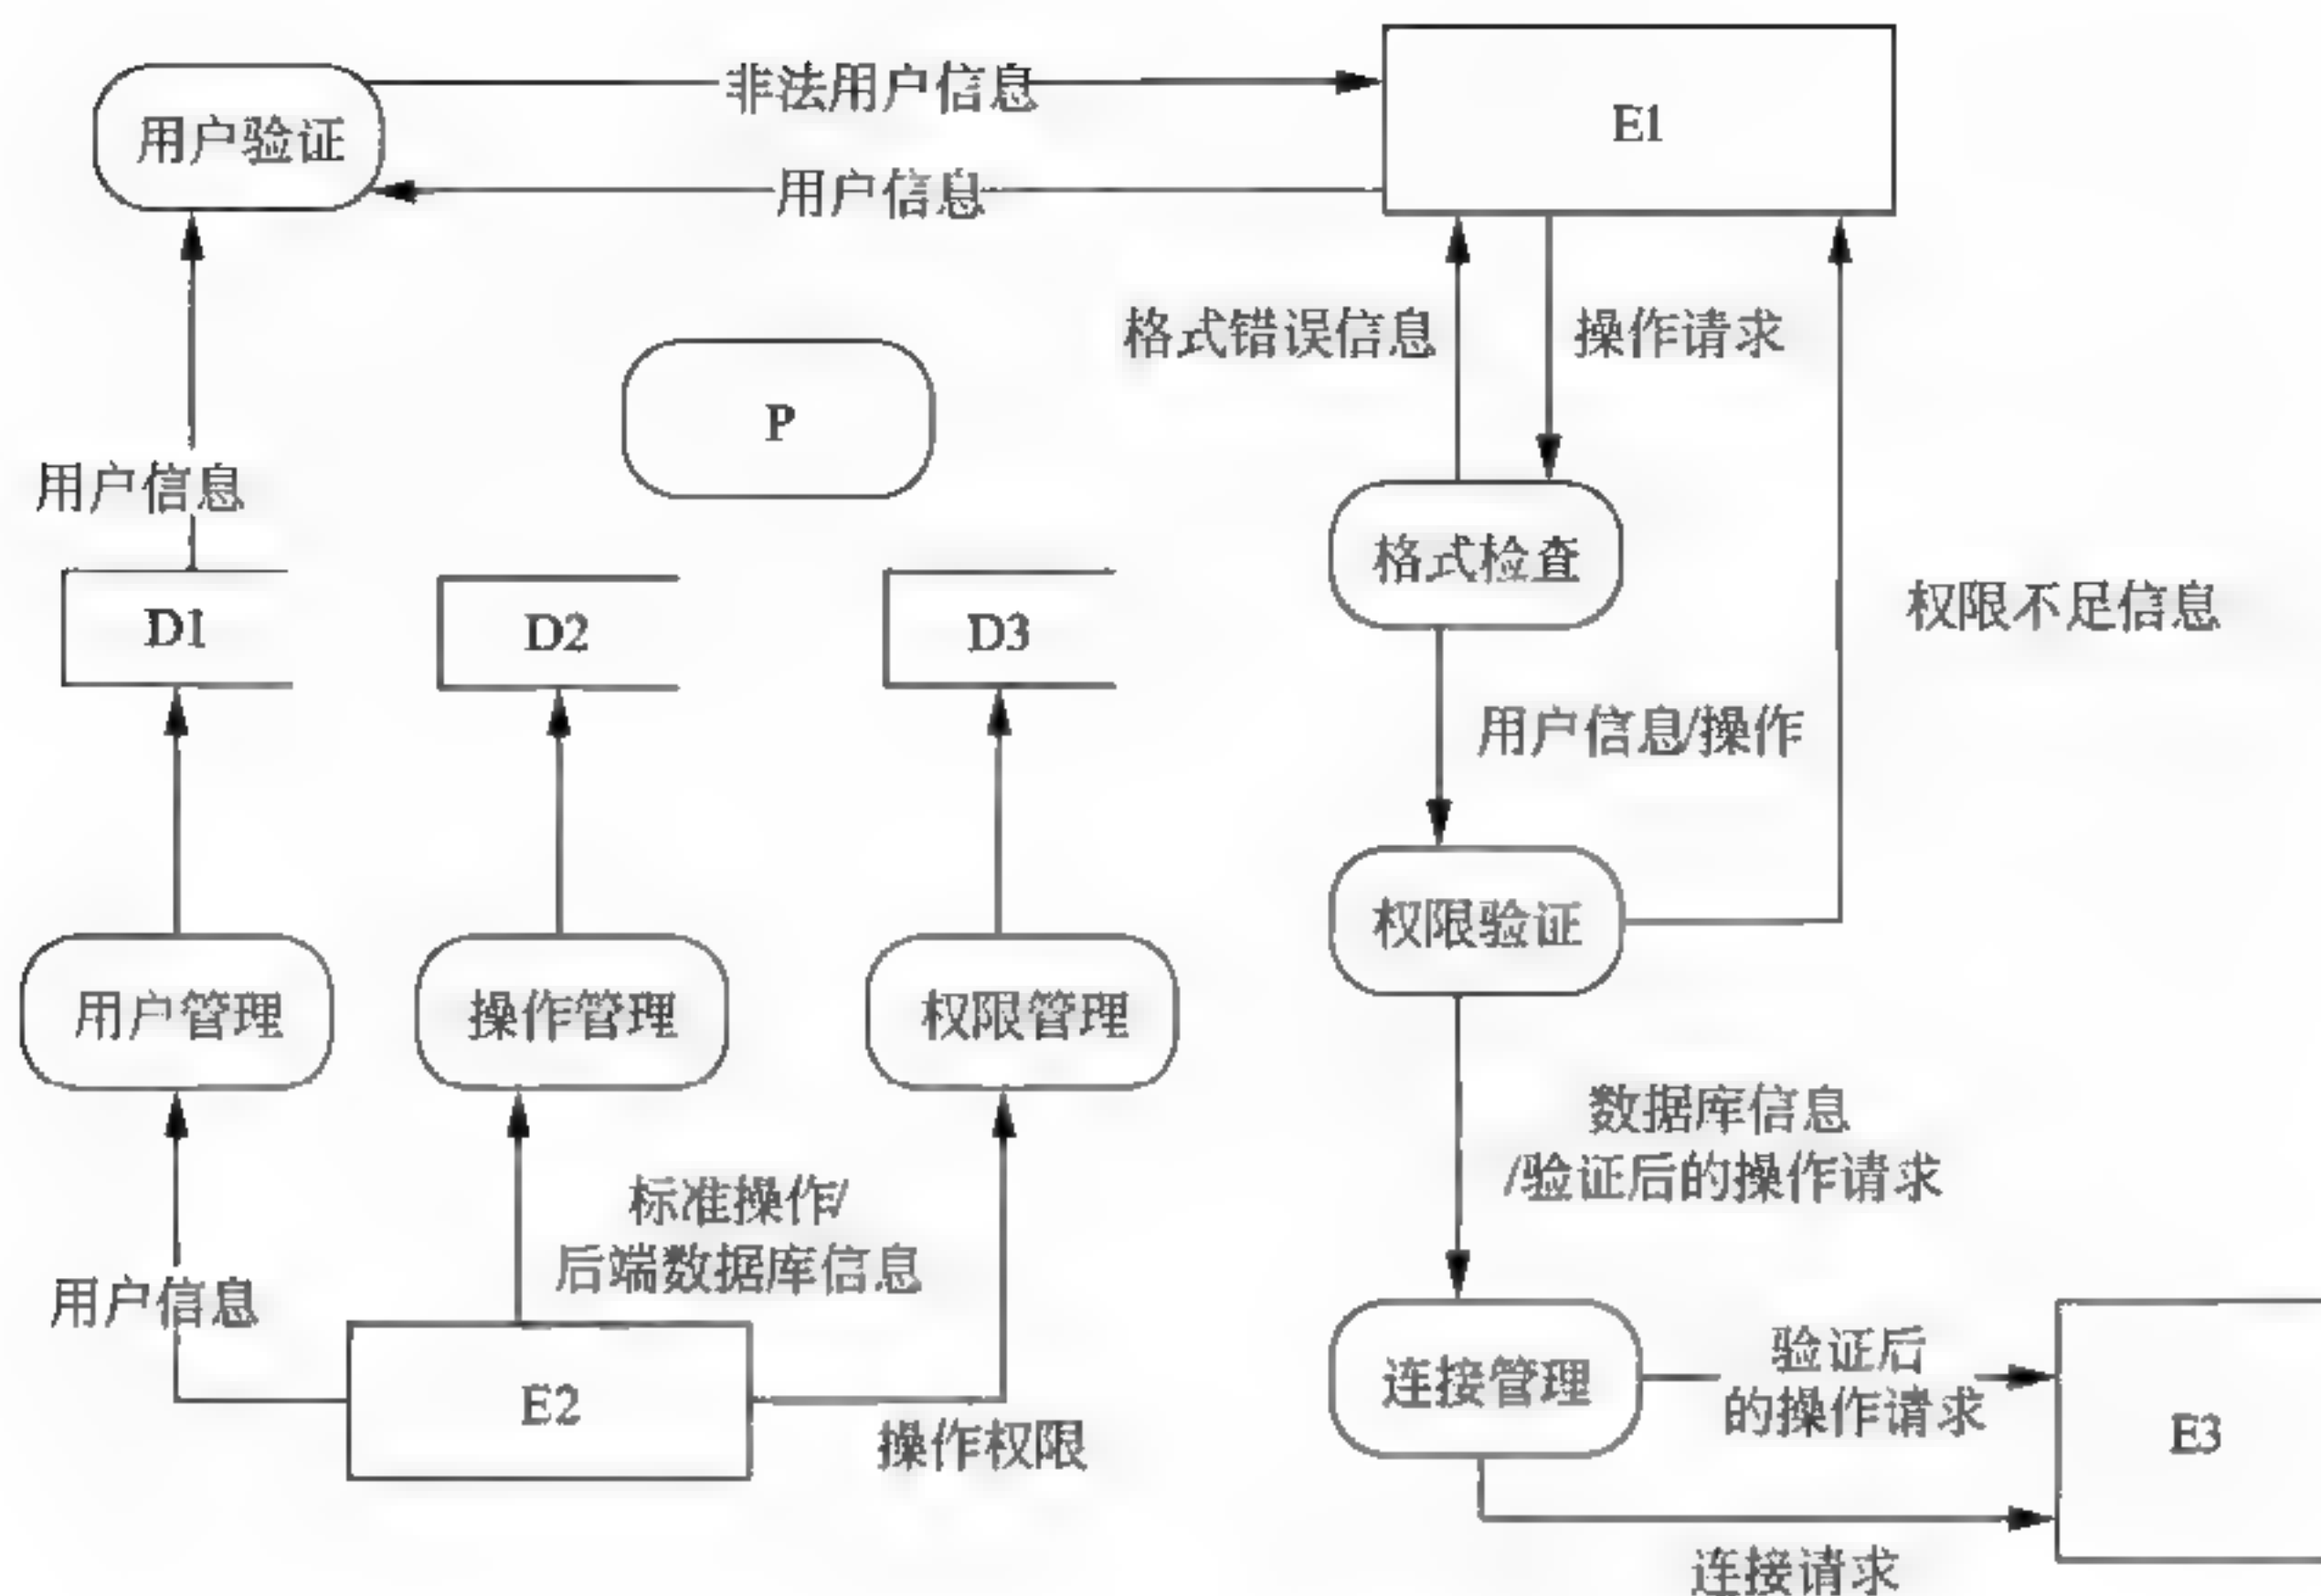 非法用户信息
E1
用户验证
用户信息
格式错误信息
操作请求
P
用户信息
格式检查
D1
D2
D3
权限不足信息
用户信息/操作
权限验证
用户管理
操作管理
权限管理
数据库信息
/验证后的操作请求
标准操作/
后端数据库信息
用户信息
E2
操作权限
连接管理
验证后
的操作请求
E3
连接请求